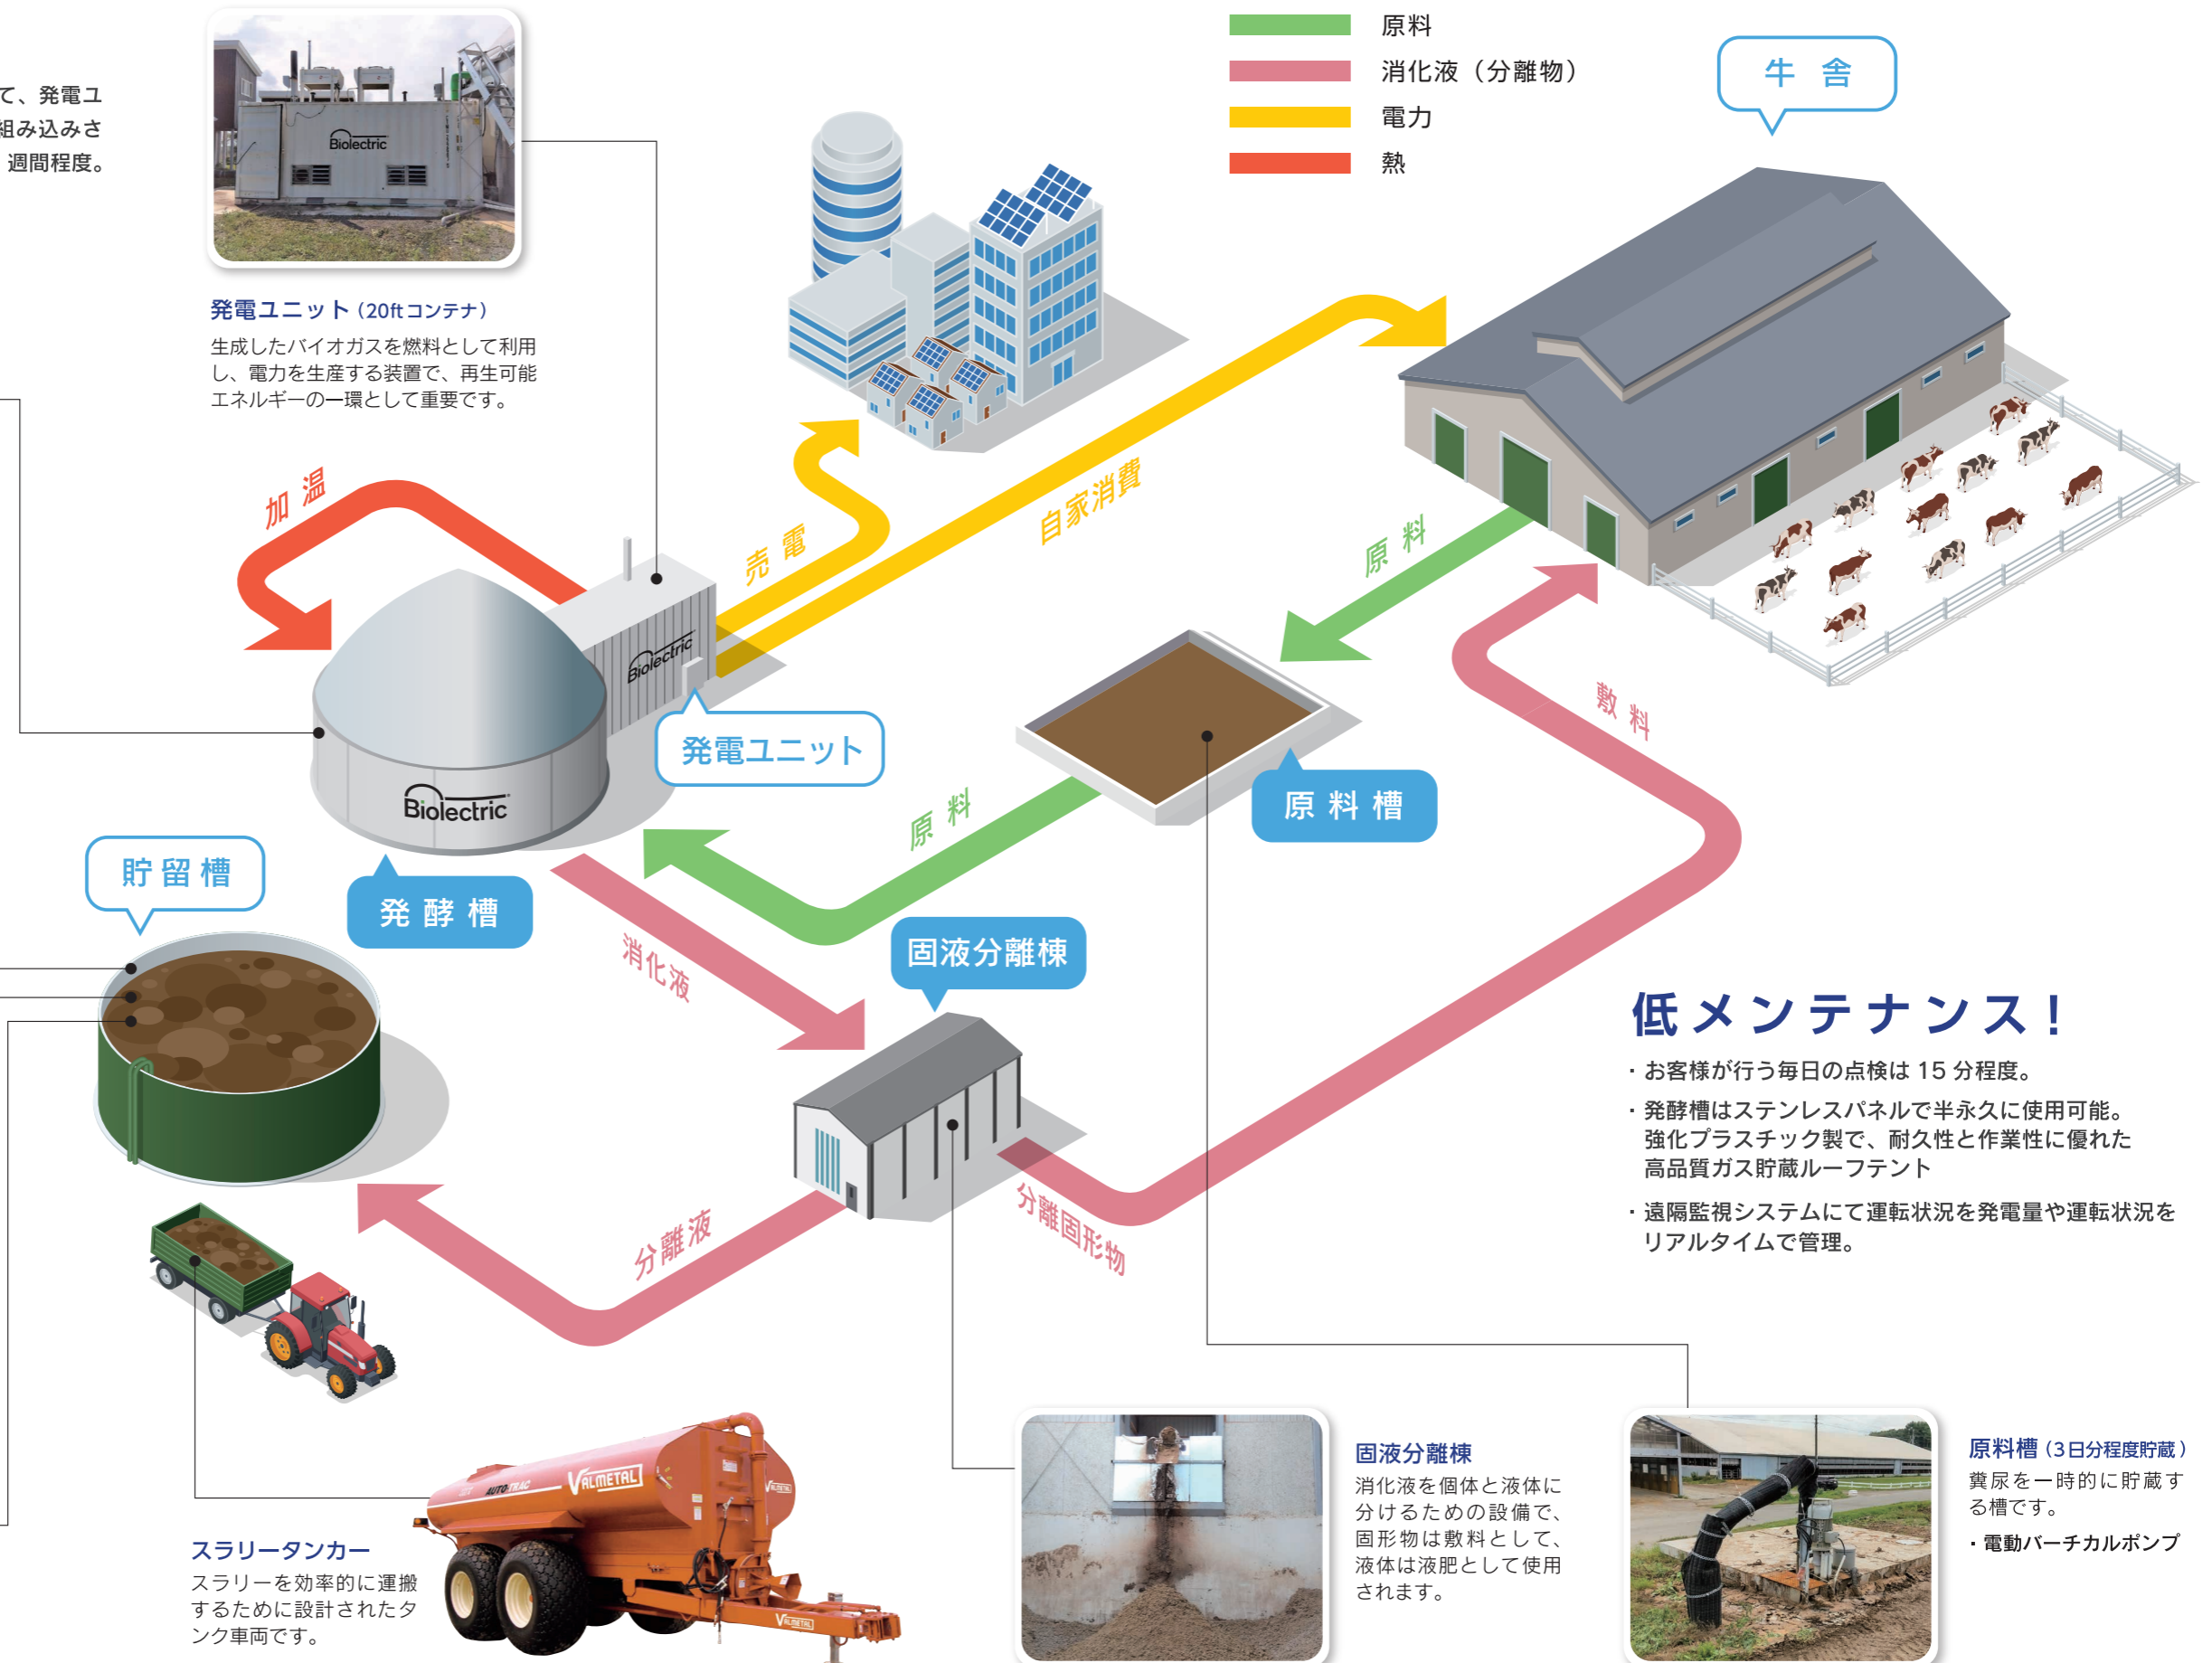 て、発電ユ
組み込みさ
週間程度。
Biolectric
発電ユニット（20ftコンテナ）
生成したバイオガスを燃料として利用
し、電力を生産する装置で、再生可能
エネルギーの一環として重要です。
原料
消化液（分離物）
電力
熱
牛舎
加温
売電
自家消費
原料
敷料
Biolectric
発電ユニット
Biolectric
原料槽
原料
貯留槽
発酵槽
消化液
固液分離棟
分離液
分離固形物
低メンテナンス！
・お客様が行う毎日の点検は 15 分程度。
・発酵槽はステンレスパネルで半永久に使用可能。
強化プラスチック製で、耐久性と作業性に優れた
高品質ガス貯蔵ルーフテント
・遠隔監視システムにて運転状況を発電量や運転状況を
リアルタイムで管理。
スラリータンカー
スラリーを効率的に運搬
するために設計されたタ
ンク車両です。
AUTO-TRAC
VALMETAL
VALMETAL
VALMETAL
固液分離棟
消化液を個体と液体に
分けるための設備で、
固形物は敷料として、
液体は液肥として使用
されます。
原料槽（3日分程度貯蔵）
糞尿を一時的に貯蔵す
る槽です。
・電動バーチカルポンプ